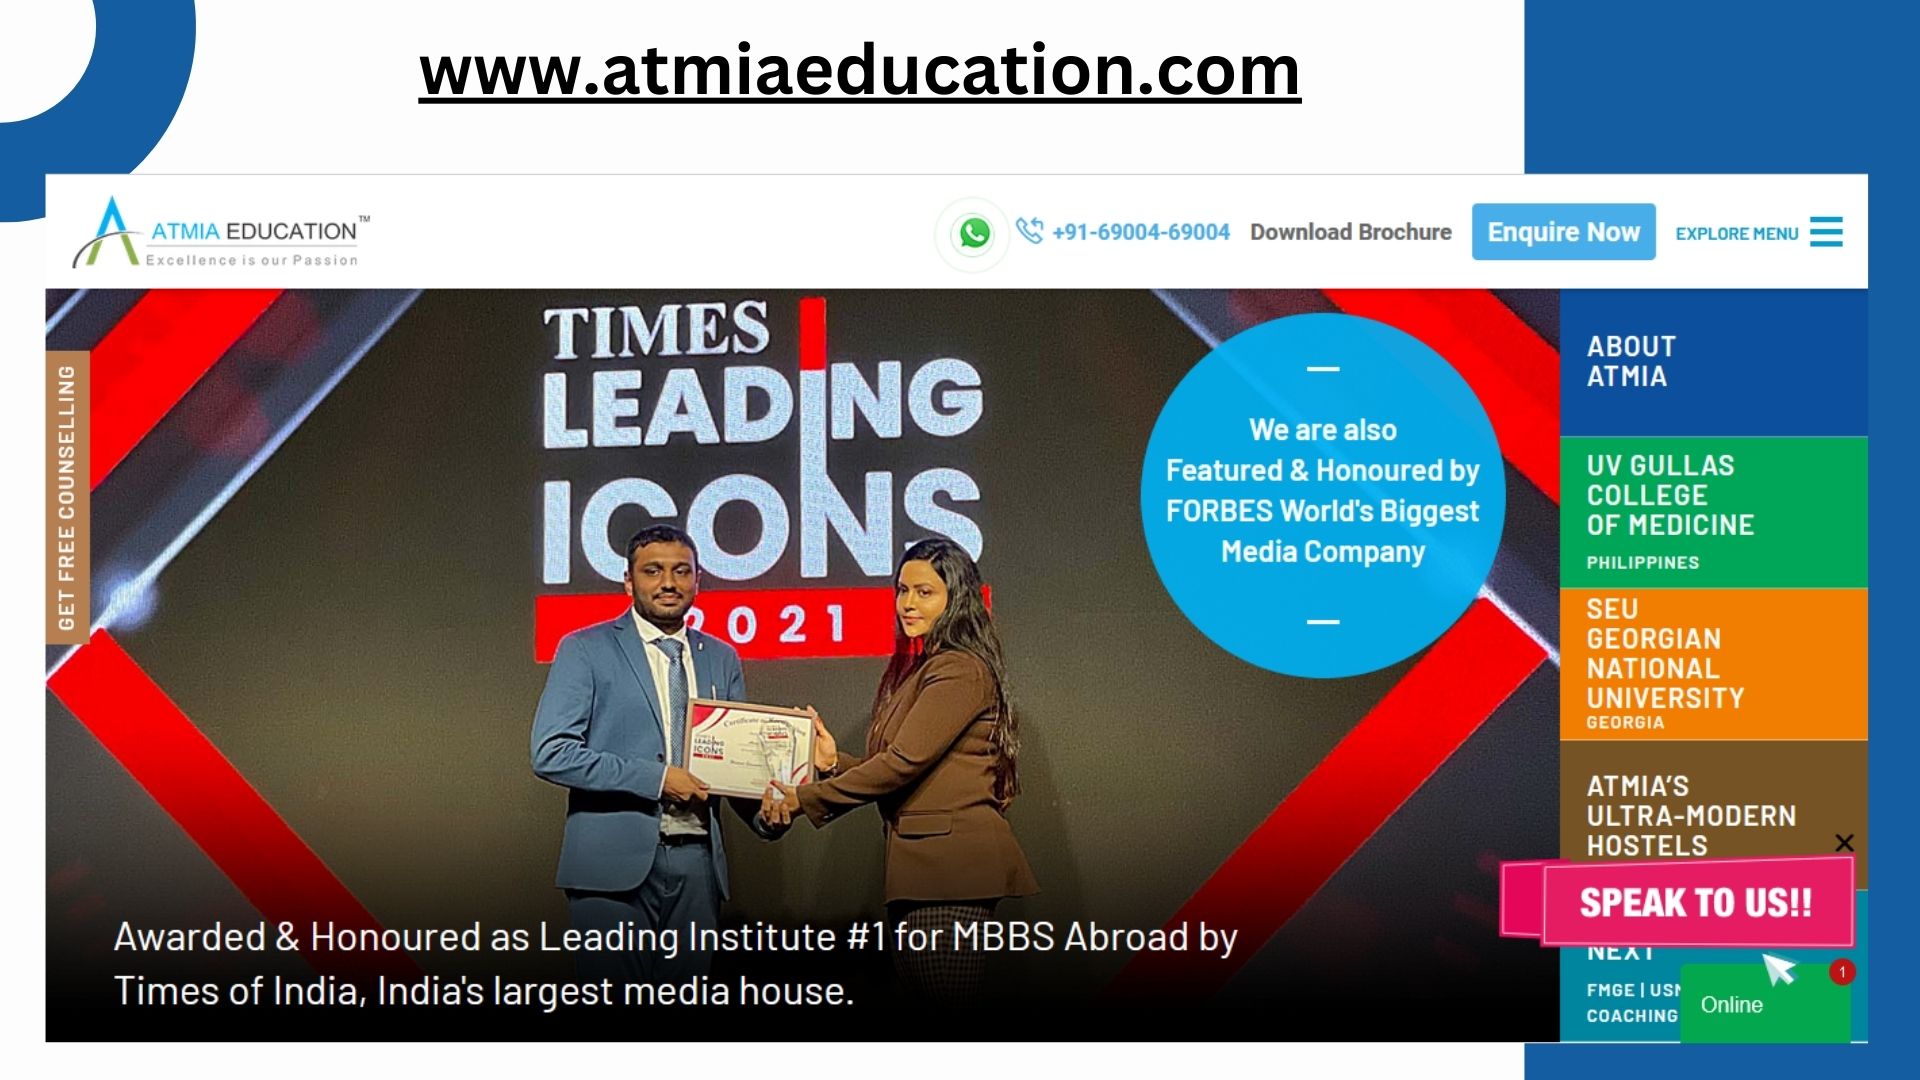 www.atmiaeducation.com
ATMIA EDUCATION™
Excellence is our Passion
+91-69004-69004
Download Brochure
Enquire Now
EXPLORE MENU
GET FREE COUNSELLING
TIMES
LEADING
ICONS
2021
We are also
Featured & Honoured by
FORBES World's Biggest
Media Company
Certificate
LEADING
ICONS
Awarded & Honoured as Leading Institute #1 for MBBS Abroad by
Times of India, India's largest media house.
ABOUT
ATMIA
UV GULLAS
COLLEGE
OF MEDICINE
PHILIPPINES
SEU
GEORGIAN
NATIONAL
UNIVERSITY
GEORGIA
ATMIA’S
ULTRA-MODERN
HOSTELS
SPEAK TO US!!
NEXT
FMGE |
COACHING
1
Online